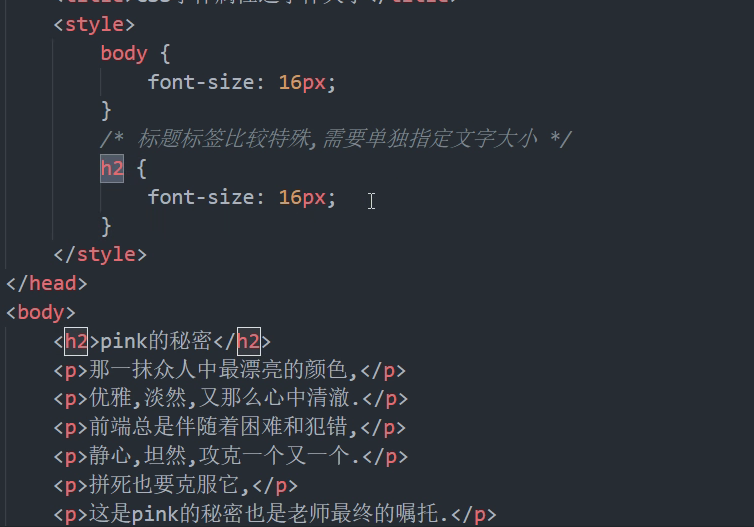 <style>
body {
font-size: 16px;
}
/* 标题标签比较特殊,需要单独指定文字大小 */
h2 {
font-size: 16px;
}
</style>
</head>
<body>
<h2>pink的秘密</h2>
<p>那一抹众人中最漂亮的颜色,</p>
<p>优雅,淡然,又那么心中清澈.</p>
<p>前端总是伴随着困难和犯错,</p>
<p>静心,坦然,攻克一个又一个.</p>
<p>拼死也要克服它,</p>
<p>这是pink的秘密也是老师最终的嘱托.</p>